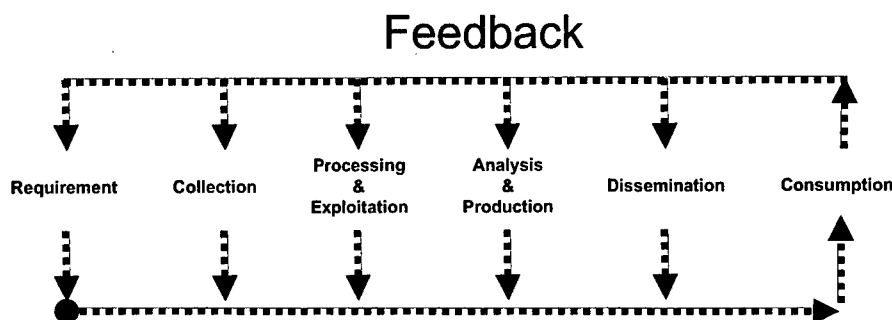 Feedback
Requirement
Collection
Processing
&
Exploitation
Analysis
&
Production
Dissemination
Consumption